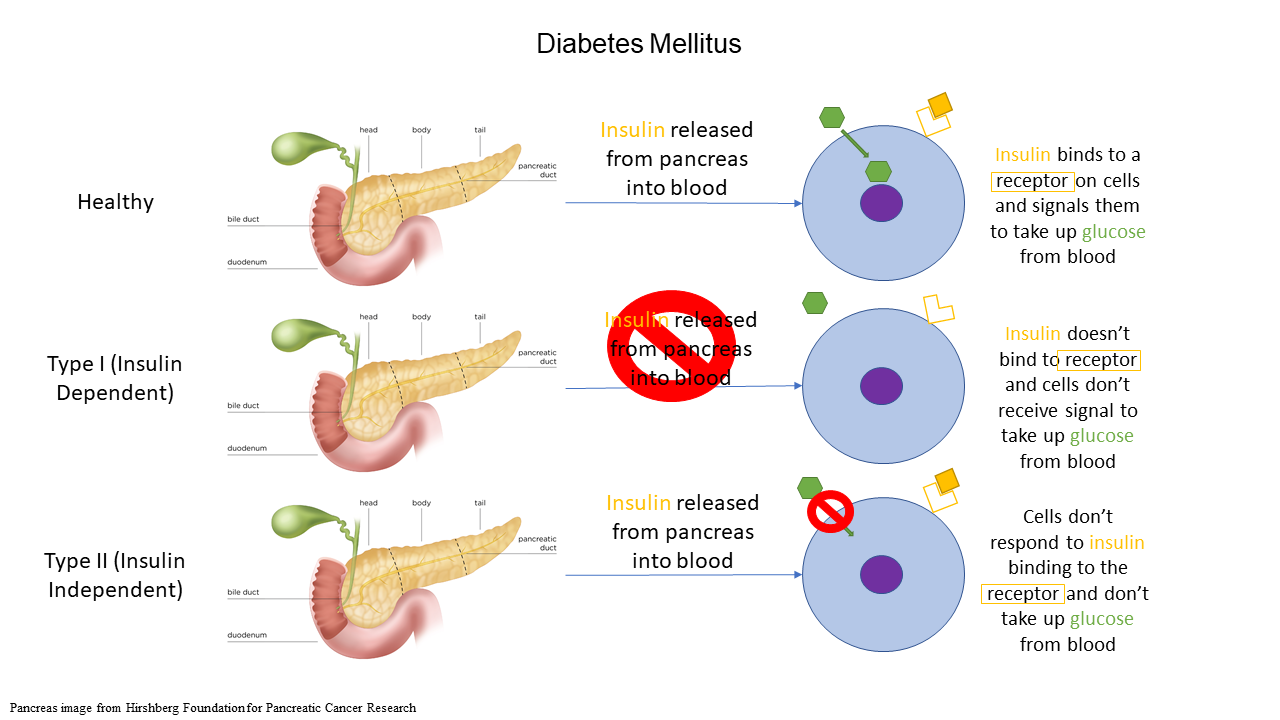 Diabetes Mellitus
Healthy
head
body
tail
pancreatic
duct
bile duct
duodenum
Insulin released
from pancreas
into blood
Insulin binds to a
receptor on cells
and signals them
to take up glucose
from blood
Type I (Insulin
Dependent)
head
body
tail
pancreatic
duct
bile duct
duodenum
Insulin released
from pancreas
into blood
Insulin doesn’t
bind to receptor
and cells don’t
receive signal to
take up glucose
from blood
Type II (Insulin
Independent)
head
body
tail
pancreatic
duct
bile duct
duodenum
Insulin released
from pancreas
into blood
Cells don’t
respond to insulin
binding to the
receptor and don’t
take up glucose
from blood
Pancreas image from Hirshberg Foundation for Pancreatic Cancer Research